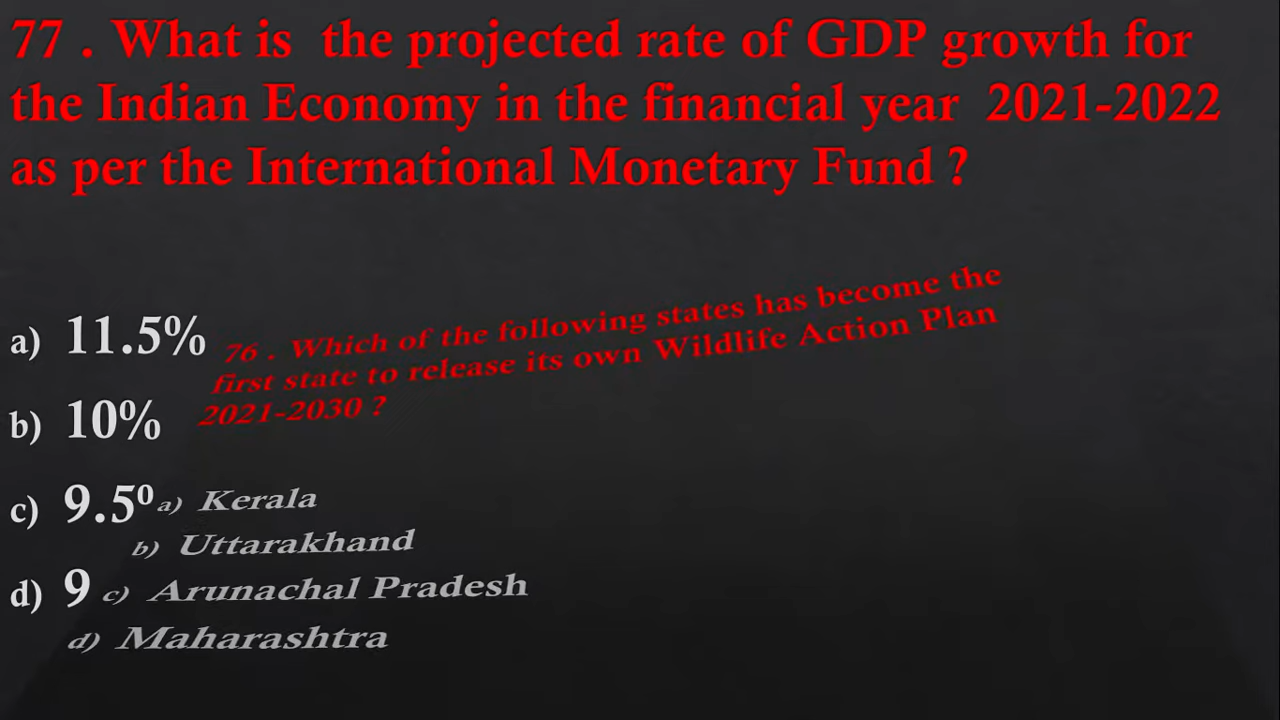 77 . What is the projected rate of GDP growth for
the Indian Economy in the financial year 2021-2022
as per the International Monetary Fund ?
a) 11.5%
b) 10%
c) 9.5
d) 9
76 . Which of the following states has become the
first state to release its own Wildlife Action Plan
2021-2030 ?
a) Kerala
b) Uttarakhand
c) Arunachal Pradesh
d) Maharashtra